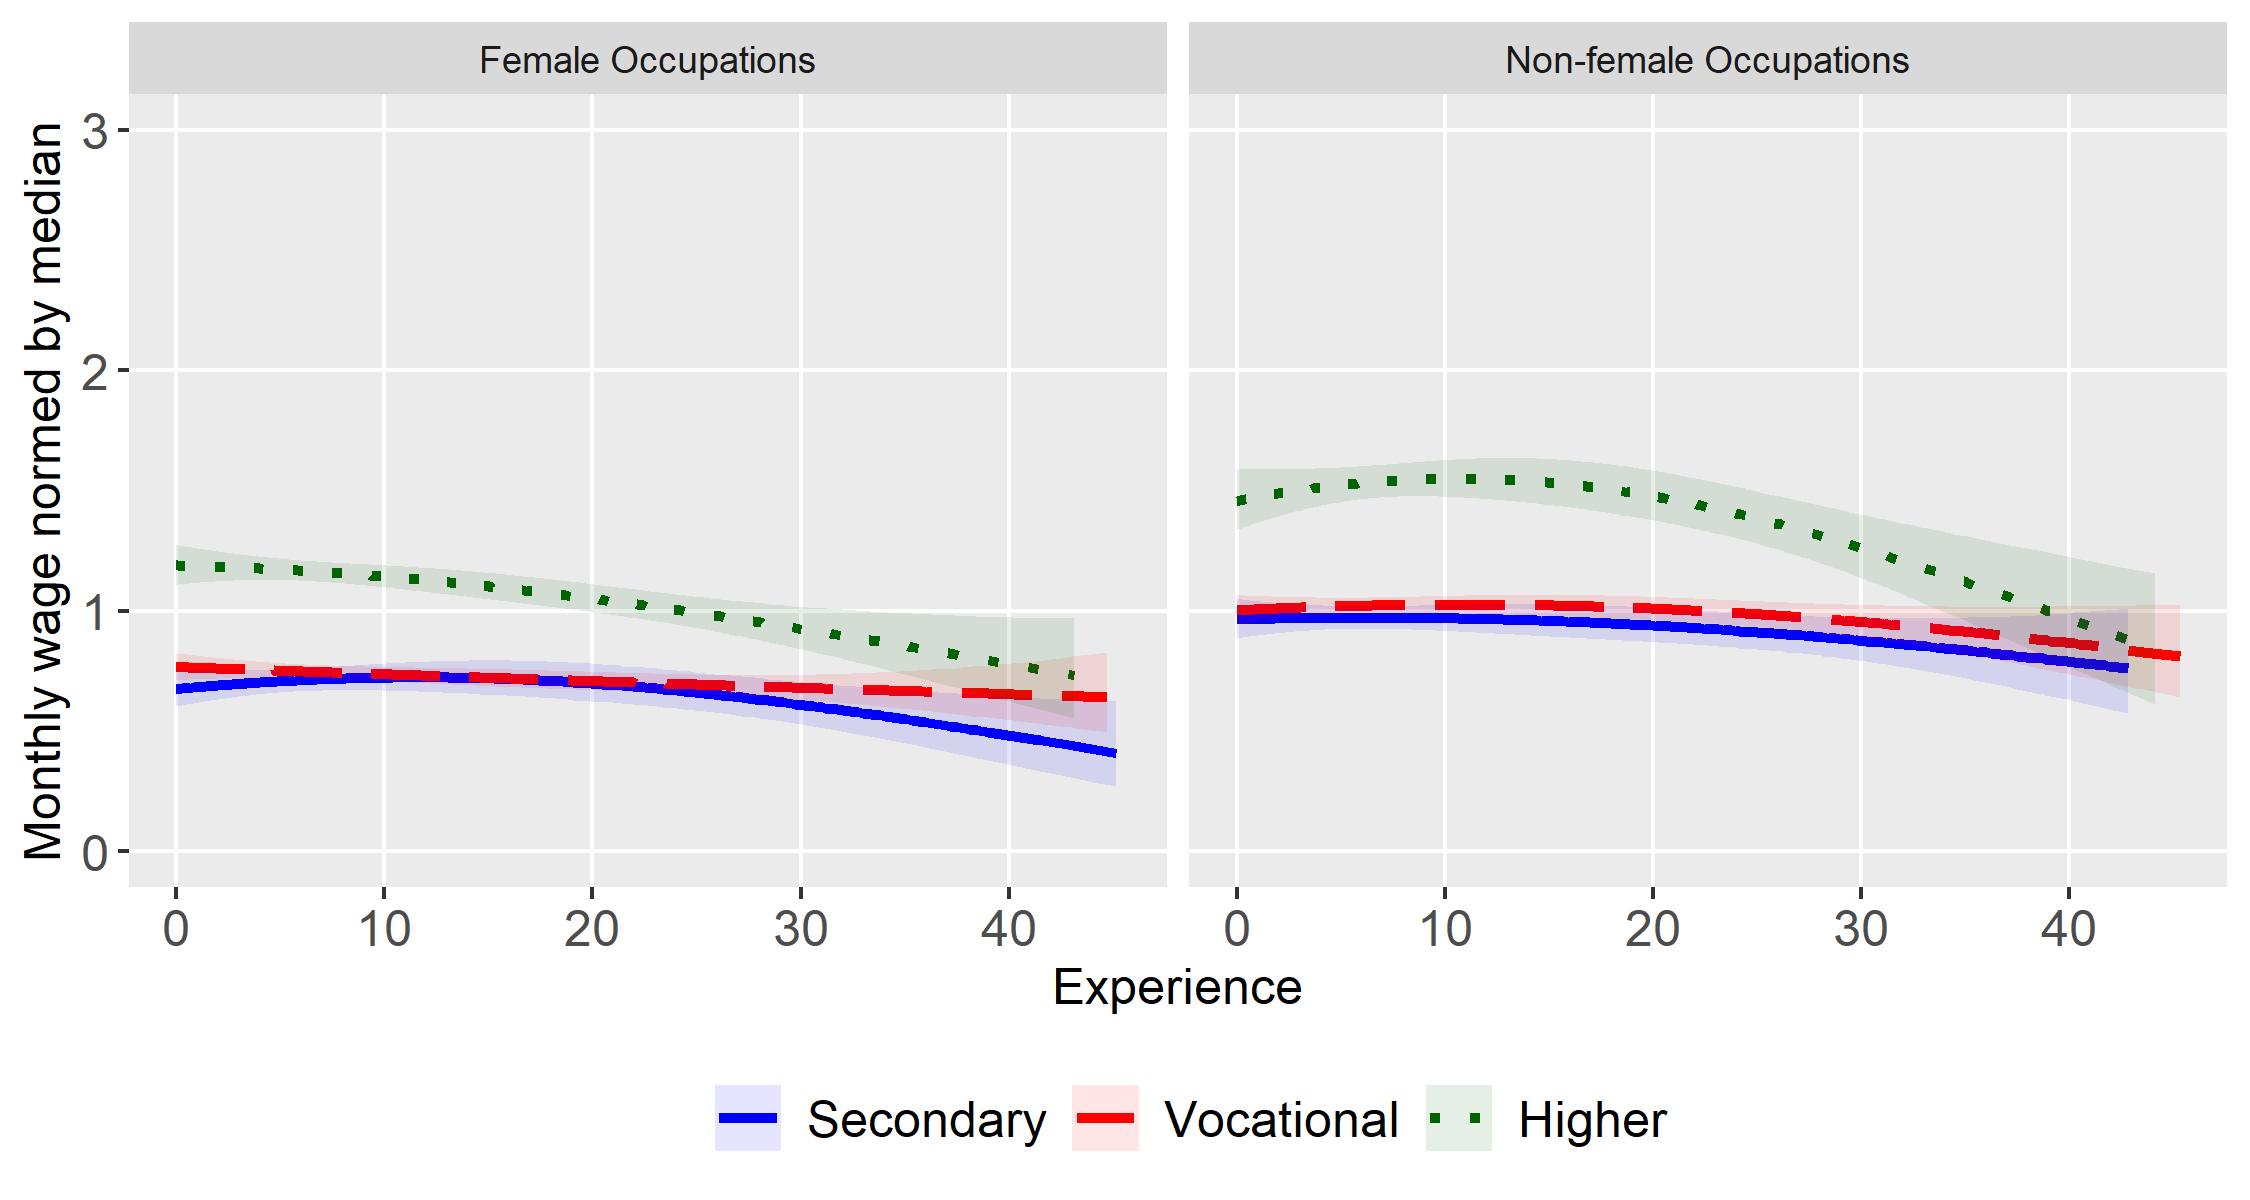 Female Occupations
Non-female Occupations
Monthly wage normed by median
3
2
1
0
0 10 20 30 40
0 10 20 30 40
Experience
Secondary Vocational Higher